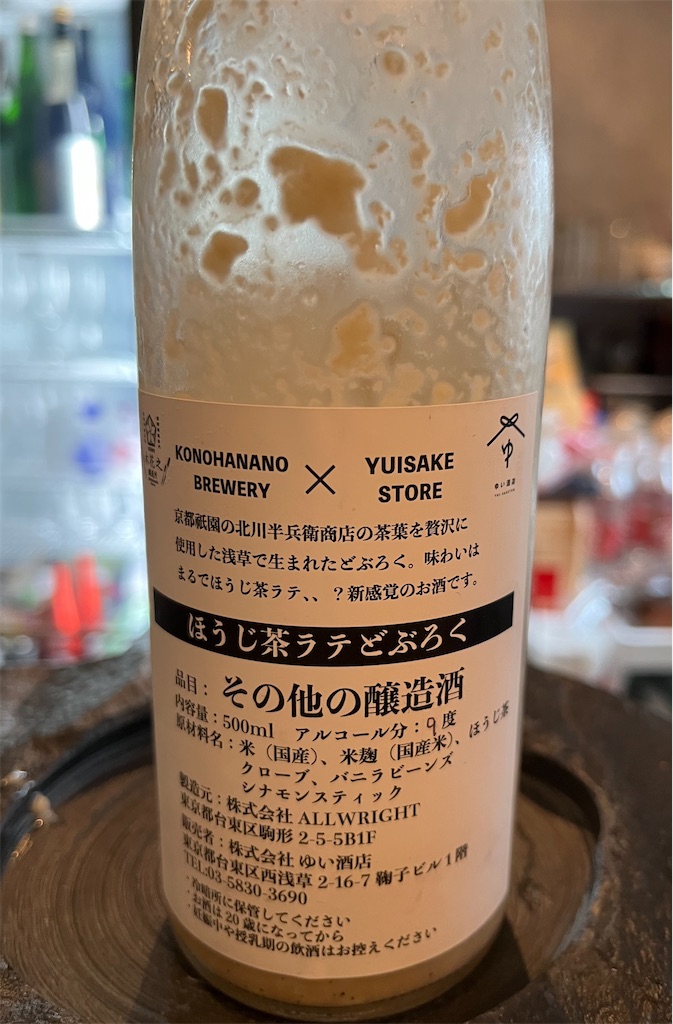 KONOHANANO
BREWERY
×
YUISAKE
STORE
ゆ
ゆい酒店
京都祇園の北川半兵衛商店の茶葉を贅沢に
使用した浅草で生まれたどぶろく。味わいは
まるでほうじ茶ラテ、、？新感覚のお酒です。
ほうじ茶ラテどぶろく
品目：その他の醸造酒
内容量：500ml アルコール分：9度
原材料名：米（国産）、米麹（国産米）、ほうじ茶
クローブ、バニラビーンズ
シナモンスティック
製造元：株式会社 ALLWRIGHT
東京都台東区駒形 2-5-5B1F
販売者：株式会社 ゆい酒店
東京都台東区西浅草 2-16-7 鞠子ビル1階
TEL:03-5830-3690
・冷暗所に保管してください
・お酒は20歳になってから
・妊娠中や授乳期の飲酒はお控えください